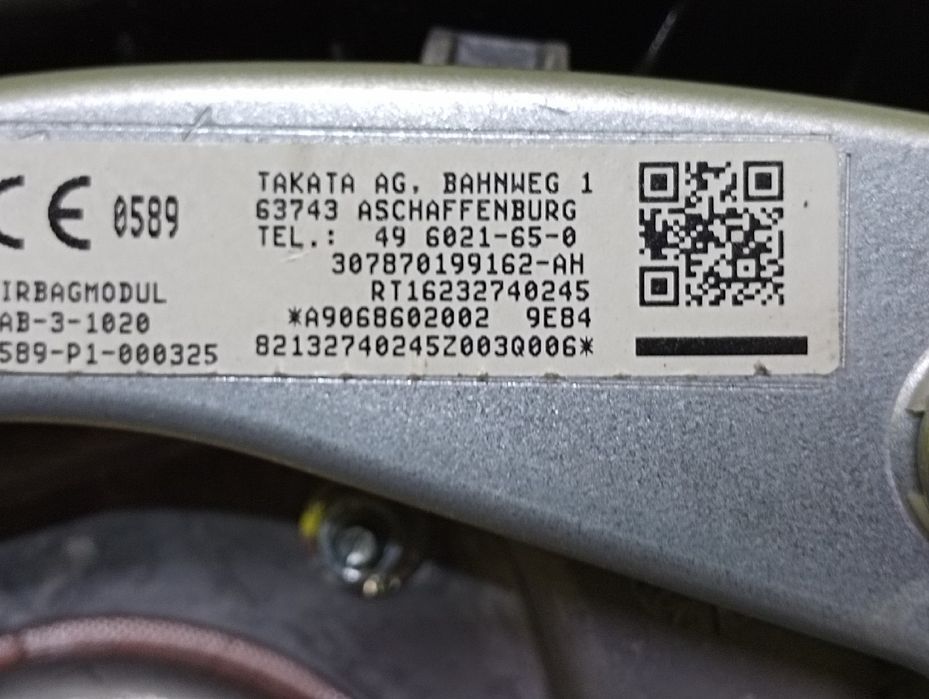 CE 0589
IRBAGMODUL
AB-3-1020
589-P1-000325
TAKATA AG, BAHNWEG 1
63743 ASCHAFFENBURG
TEL.: 49 6021-65-0
307870199162-AH
RT16232740245
*A9068602002 9E84
82132740245Z003Q006*